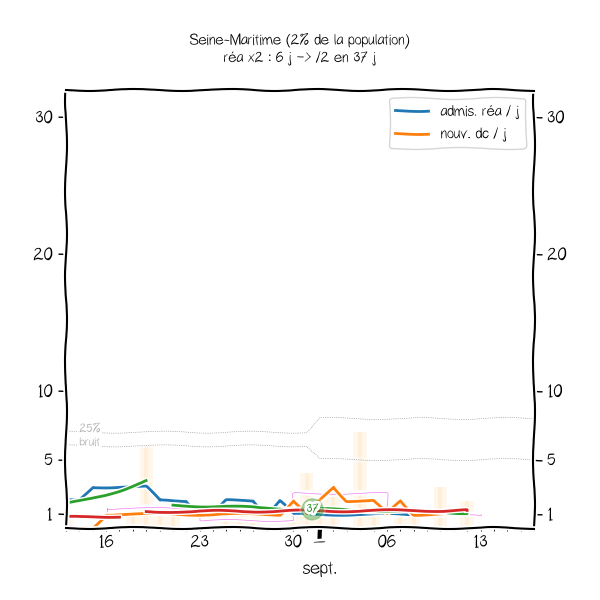 Seine-Maritime (2% de la population)
réa x2 : 6 j -> /2 en 37 j
admis. réa / j
nouv. dc / j
30
30
20
20
10
10
25%
bruit
5
5
37
1
1
16
23
30
06
13
sept.